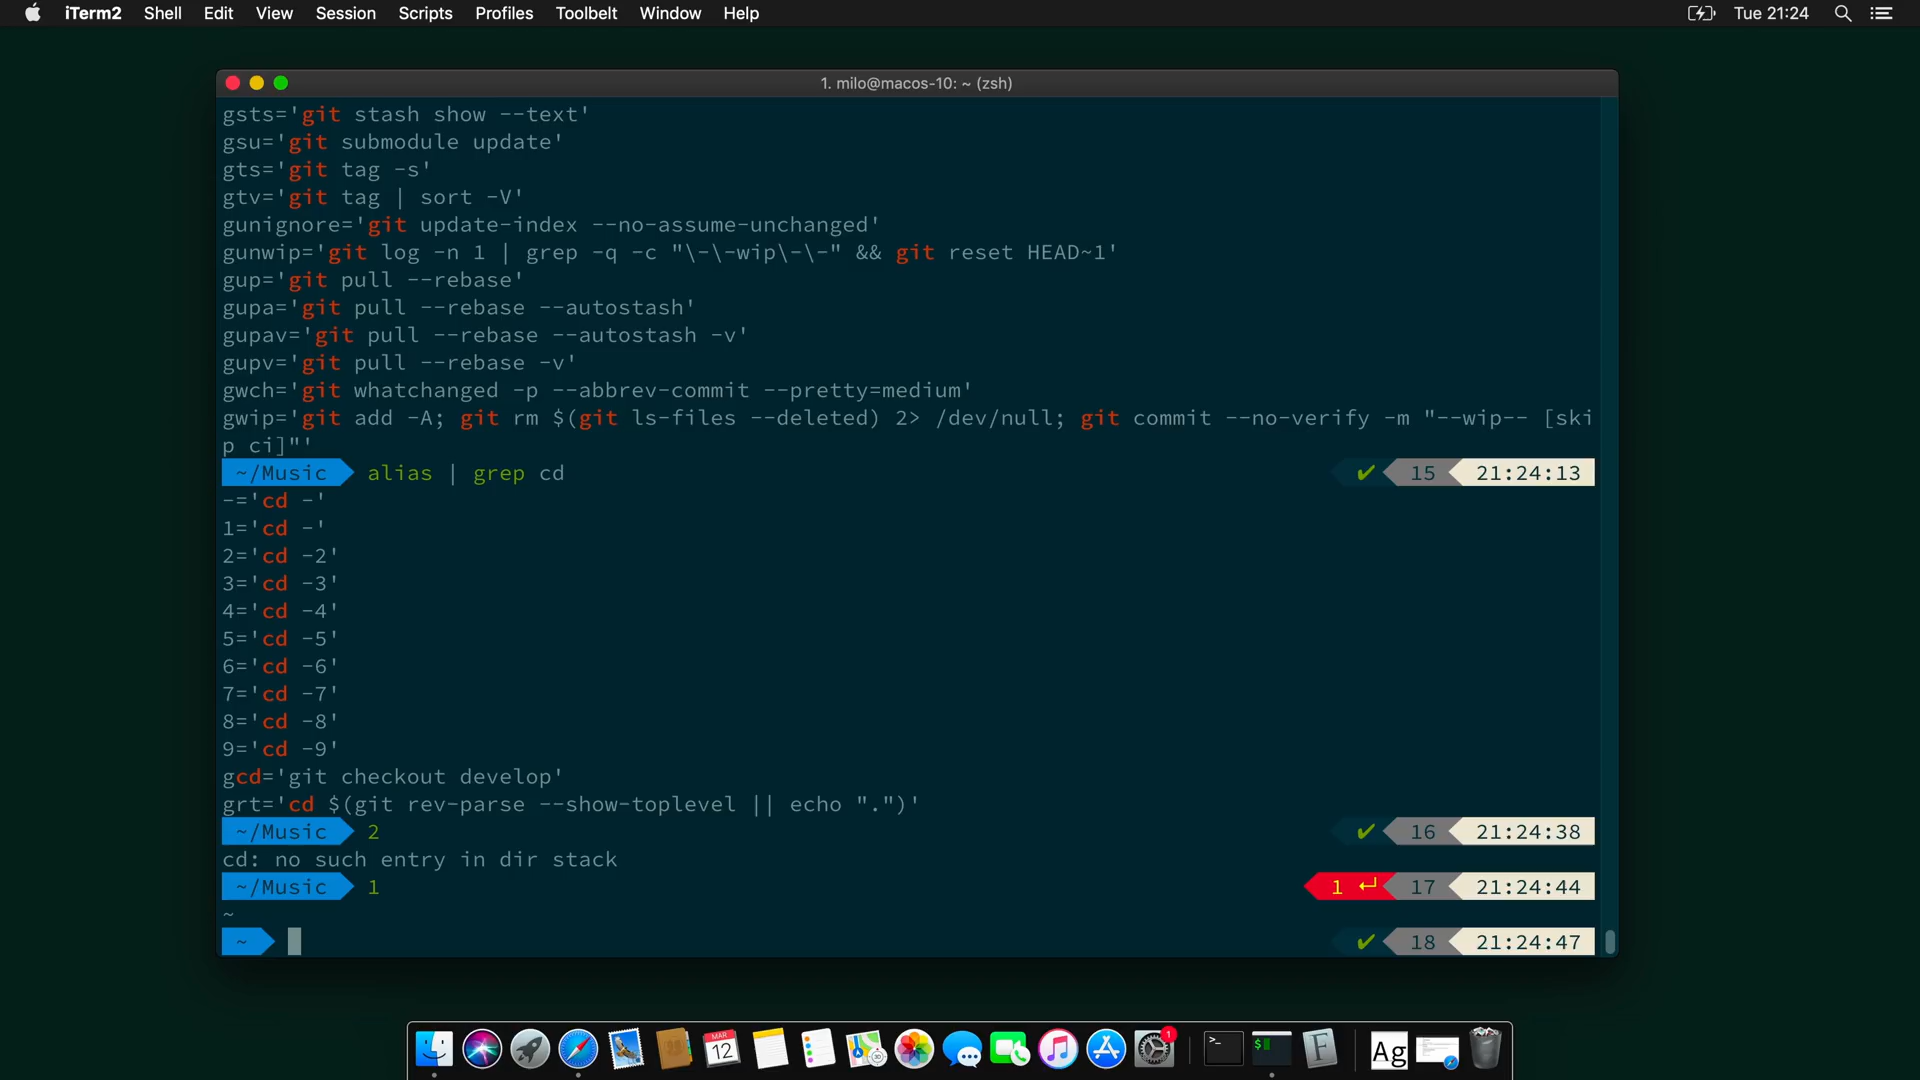 iTerm2 Shell Edit View Session Scripts Profiles Toolbelt Window Help Tue 21:24
1. milo@macos-10: ~ (zsh)
gsts='git stash show --text'
gsu='git submodule update'
gts='git tag -s'
gtv='git tag | sort -V'
gunignore='git update-index --no-assume-unchanged'
gunwip='git log -n 1 | grep -q -c "\-\-wip\-\-" && git reset HEAD~1'
gup='git pull --rebase'
gupa='git pull --rebase --autostash'
gupav='git pull --rebase --autostash -v'
gupv='git pull --rebase -v'
gwch='git whatchanged -p --abbrev-commit --pretty=medium'
gwip='git add -A; git rm $(git ls-files --deleted) 2> /dev/null; git commit --no-verify -m "--wip-- [ski
p ci]"'
~/Music alias | grep cd ✔ 15 21:24:13
-='cd -'
1='cd -'
2='cd -2'
3='cd -3'
4='cd -4'
5='cd -5'
6='cd -6'
7='cd -7'
8='cd -8'
9='cd -9'
gcd='git checkout develop'
grt='cd $(git rev-parse --show-toplevel || echo ".")'
~/Music 2 ✔ 16 21:24:38
cd: no such entry in dir stack
~/Music 1 1 ↵ 17 21:24:44
~
~ ✔ 18 21:24:47
MAR
12
1
>_
$
F
Ag